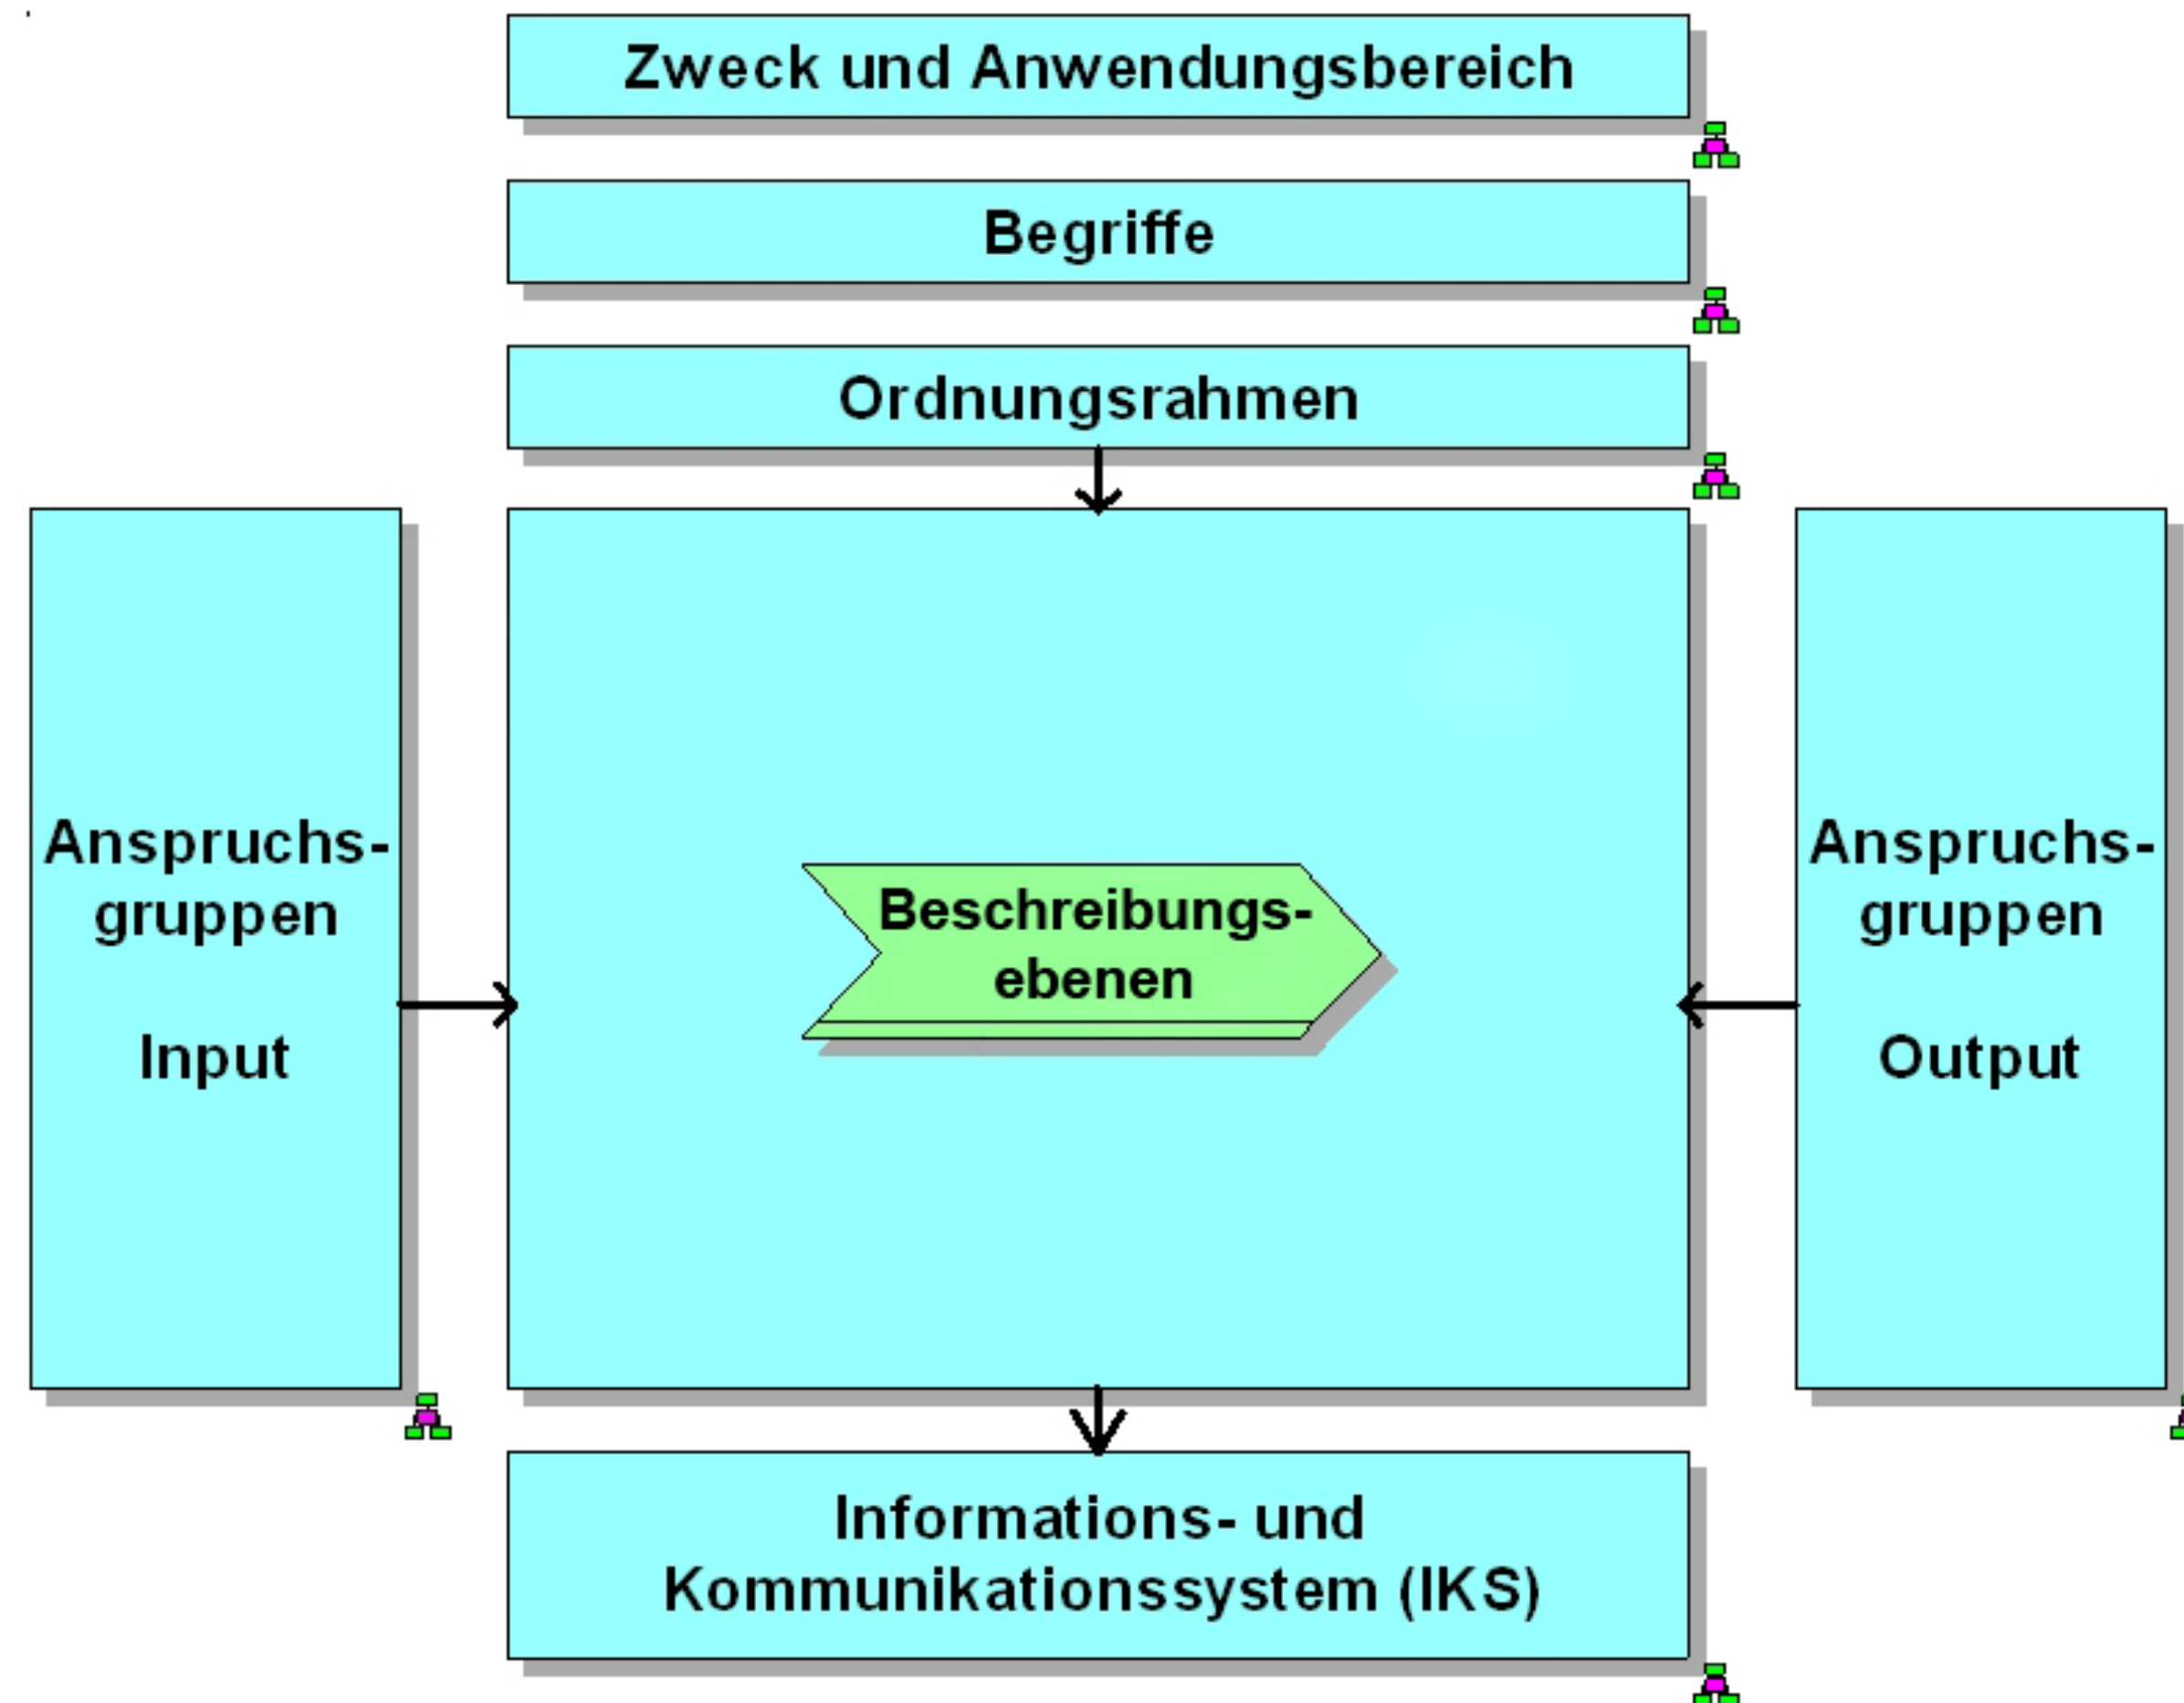 Zweck und Anwendungsbereich
Begriffe
Ordnungsrahmen
Anspruchs-
gruppen
Input
Beschreibungs-
ebenen
Anspruchs-
gruppen
Output
Informations- und
Kommunikationssystem (IKS)